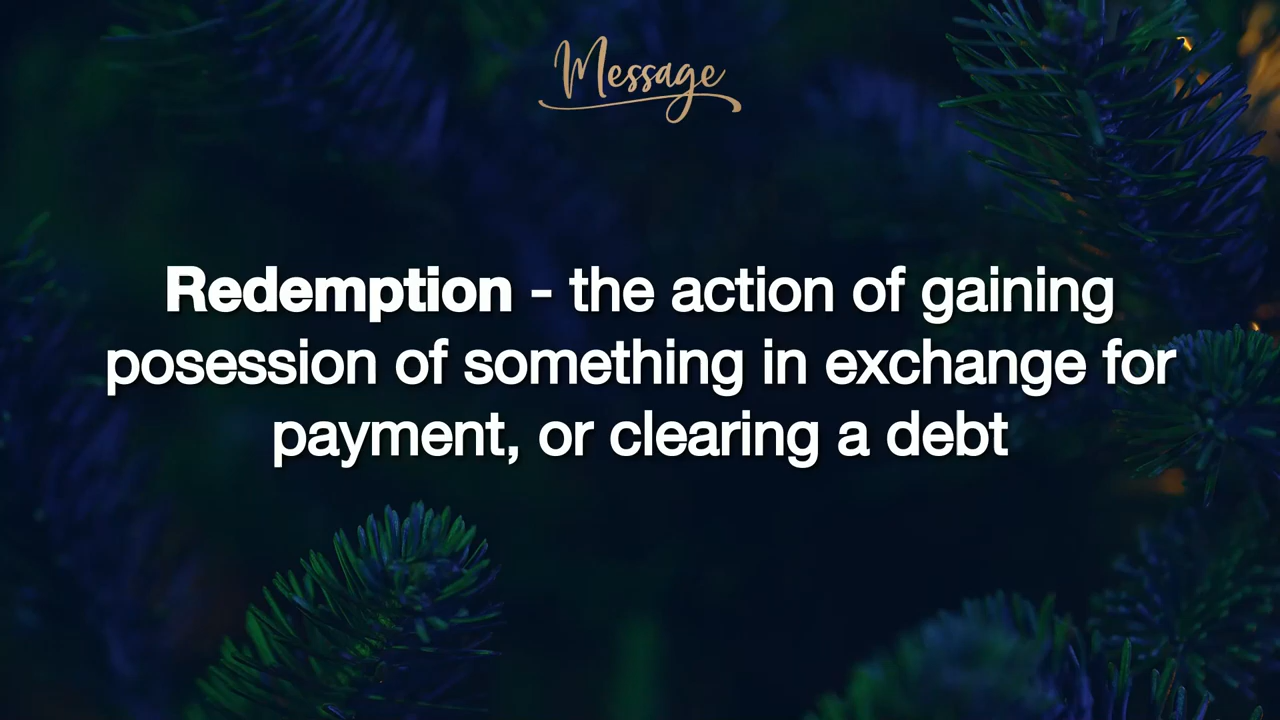 Message
Redemption - the action of gaining
posession of something in exchange for
payment, or clearing a debt